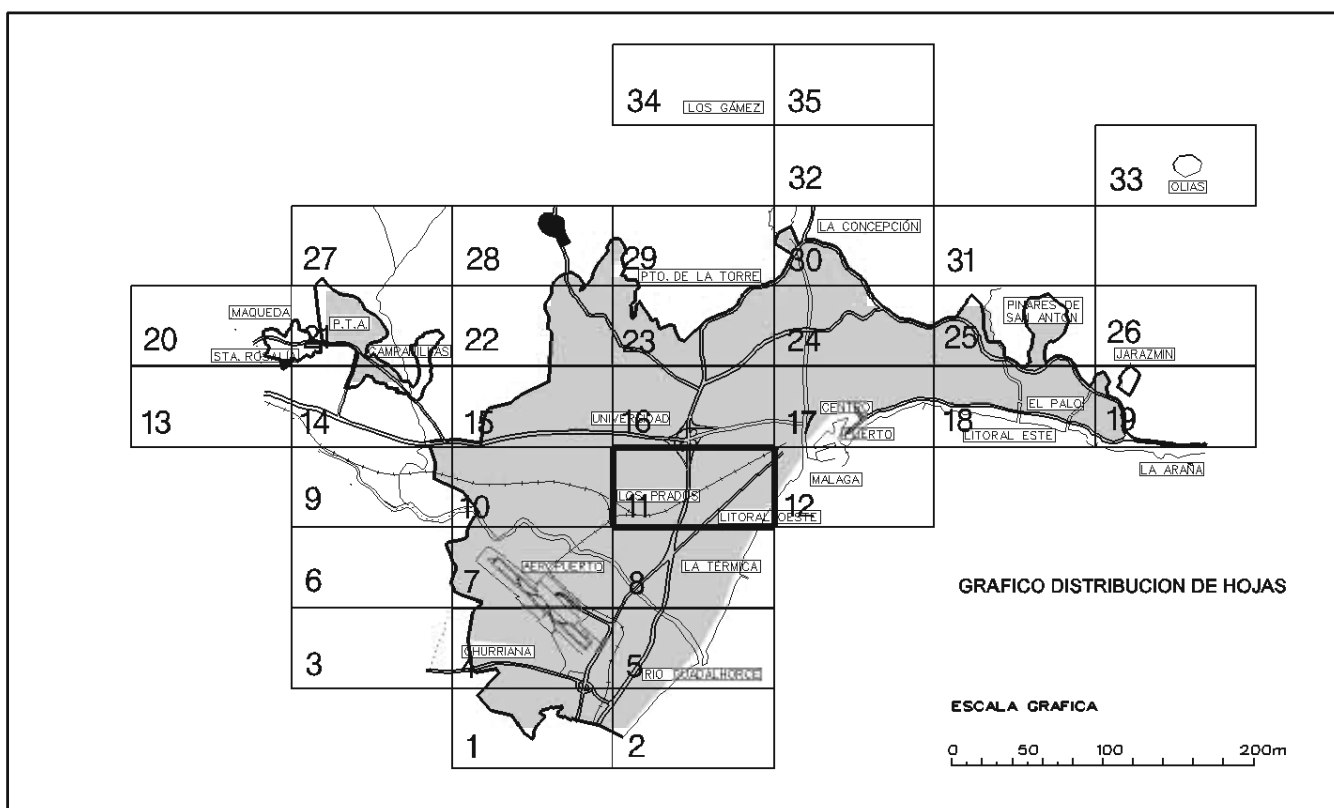 34 LOS GÁMEZ 35
32 33
OLIAS
LA CONCEPCIÓN
27 28 29 30 31
PTO. DE LA TORRE
MAQUEDA P.T.A. PINARES DE
SAN ANTON
20 STA. ROSALIA 21 CAMPANILLAS 22 23 24 25 26
JARAZMIN
13 14 15 UNIVERSIDAD 16 17 CENTRO 18 EL PALO 19
PUERTO LITORAL ESTE
LA ARAÑA
MALAGA
9 10 11 LOS PRADOS 12
LITORAL OESTE
6 7 AEROPUERTO 8 LA TERMICA
GRAFICO DISTRIBUCION DE HOJAS
3 CHURRIANA 5 RIO GUADALHORCE
1 2
ESCALA GRAFICA
0 50 100 200m